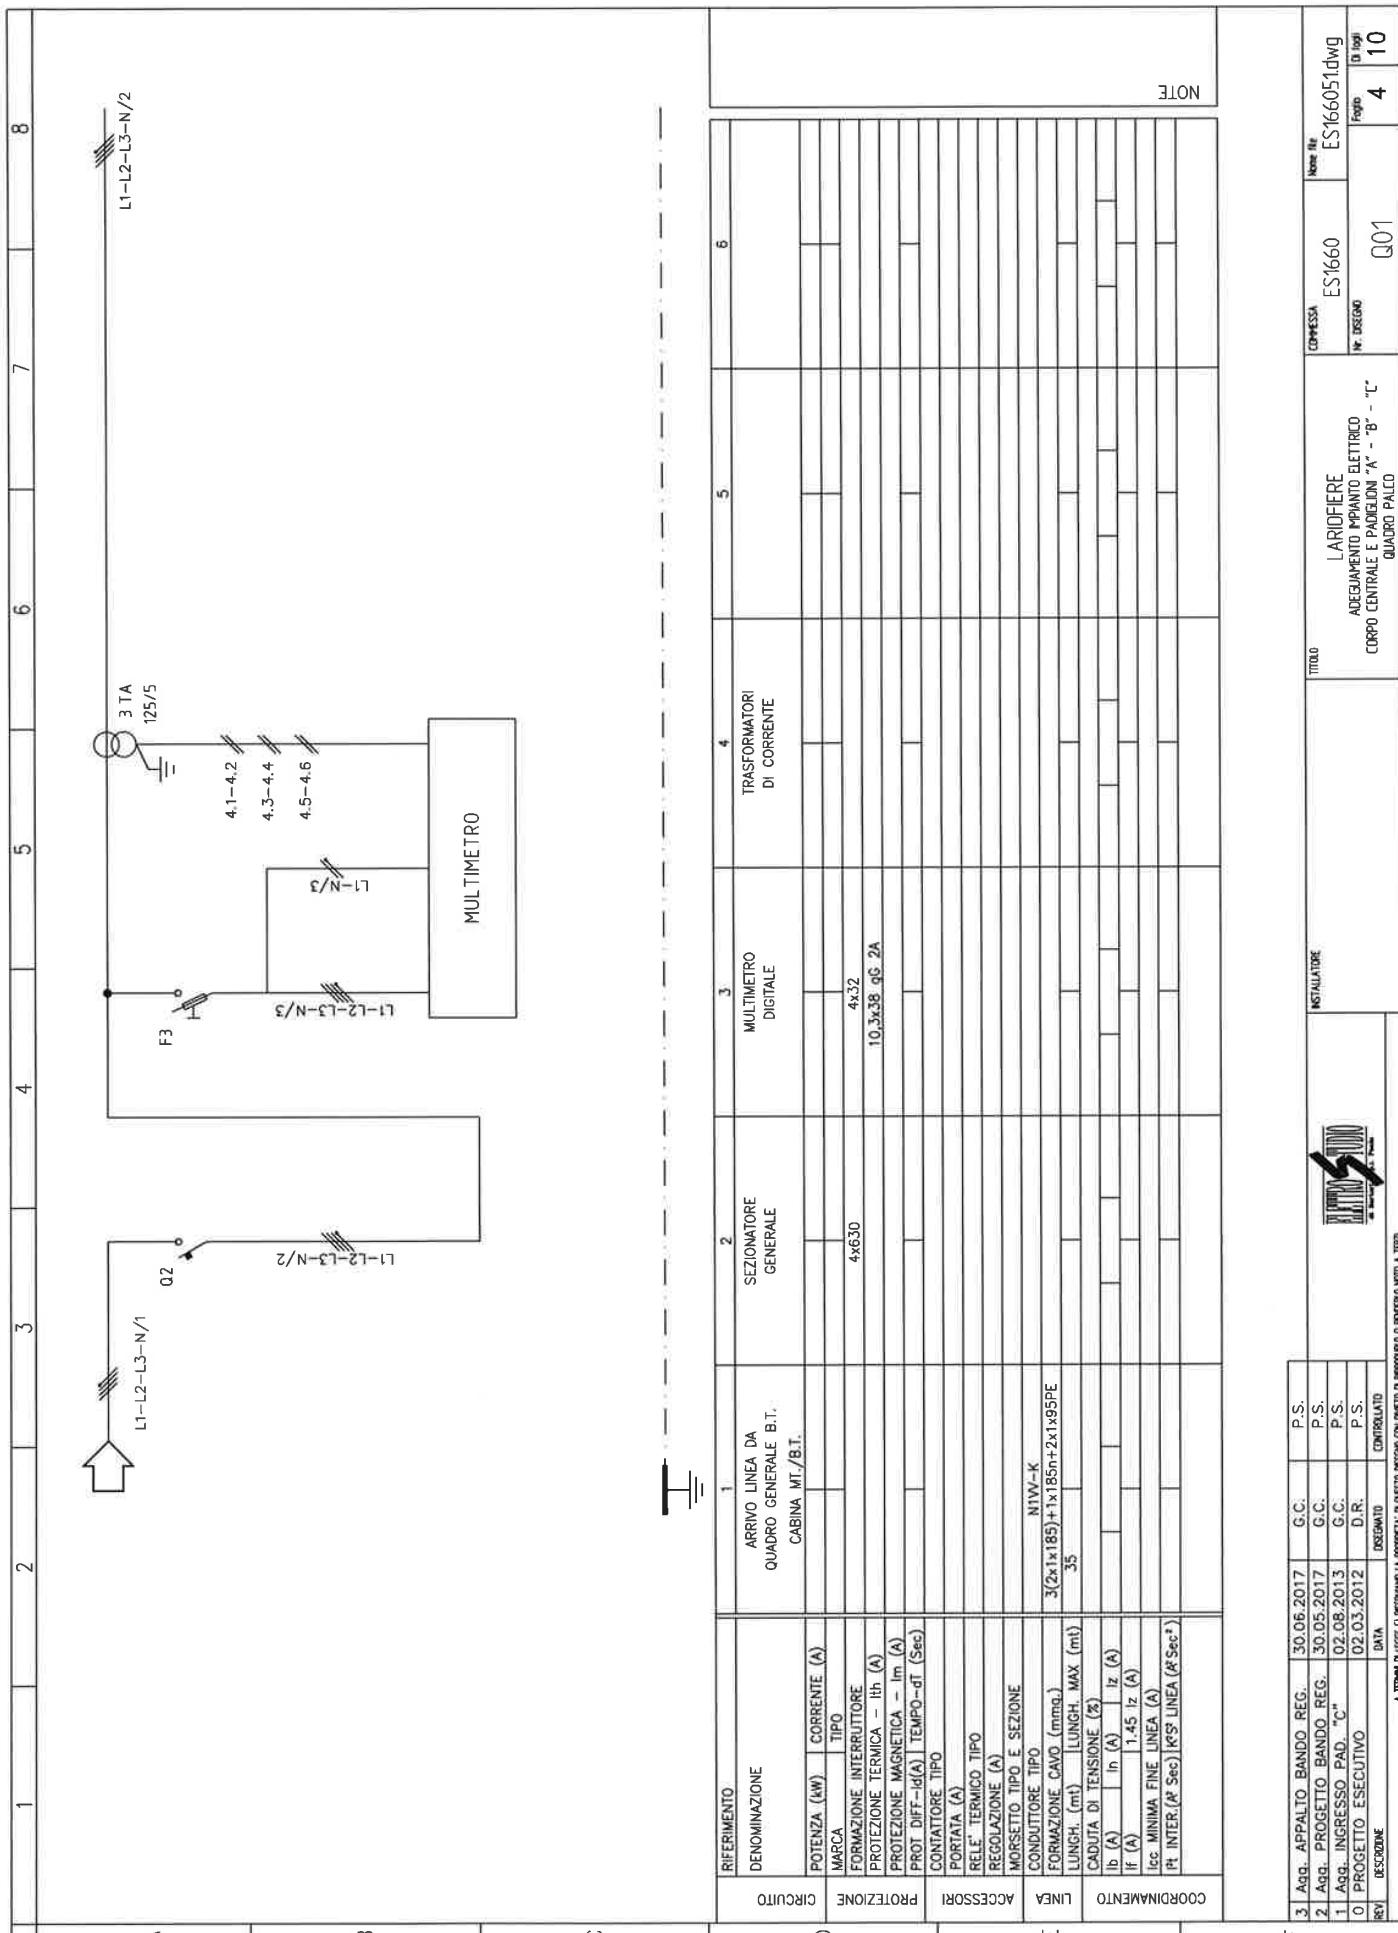 1 2 3 4 5 6 7 8
L1-L2-L3-N/1
Q2
L1-L2-L3-N/2
F3
L1-L2-L3-N/3
L1-N/3
MULTIMETRO
3 TA
125/5
4.1-4.2
4.3-4.4
4.5-4.6
L1-L2-L3-N/2
RIFERIMENTO 1 2 3 4 5 6
CIRCUITO
DENOMINAZIONE
ARRIVO LINEA DA
QUADRO GENERALE B.T.
CABINA MT./B.T.
SEZIONATORE
GENERALE
MULTIMETRO
DIGITALE
TRASFORMATORI
DI CORRENTE
POTENZA (kW) CORRENTE (A)
PROTEZIONE
MARCA TIPO
FORMAZIONE INTERRUTTORE 4x630 4x32
PROTEZIONE TERMICA - Ith (A) 10,3x38 gG 2A
PROTEZIONE MAGNETICA - Im (A)
PROT DIFF-Id(A) TEMPO-dT (Sec)
ACCESSORI
CONTATTORE TIPO
PORTATA (A)
RELE' TERMICO TIPO
REGOLAZIONE (A)
MORSETTO TIPO E SEZIONE
LINEA
CONDUTTORE TIPO N1VV-K
FORMAZIONE CAVO (mmq.) 3(2x1x185)+1x185n+2x1x95PE
LUNGH. (mt) LUNGH. MAX (mt) 35
COORDINAMENTO
CADUTA DI TENSIONE (%)
Ib (A) In (A) Iz (A)
If (A) 1.45 Iz (A)
Icc MINIMA FINE LINEA (A)
I²t INTER.(A² Sec) K²S² LINEA (A² Sec²)
NOTE
3 Agg. APPALTO BANDO REG. 30.06.2017 G.C. P.S.
2 Agg. PROGETTO BANDO REG. 30.05.2017 G.C. P.S.
1 Agg. INGRESSO PAD. "C" 02.08.2013 G.C. P.S.
0 PROGETTO ESECUTIVO 02.03.2012 D.R. P.S.
REV DESCRIZIONE DATA DISEGNATO CONTROLLATO
ELETTRO STUDIO
INSTALLATORE
TITOLO
LARIOFIERE
ADEGUAMENTO IMPIANTO ELETTRICO
CORPO CENTRALE E PADIGLIONI "A" - "B" - "C"
QUADRO PALCO
COMMESSA
ES1660
Nome file
ES166051.dwg
Nr. DISEGNO
Q01
Foglio
4
Di fogli
10